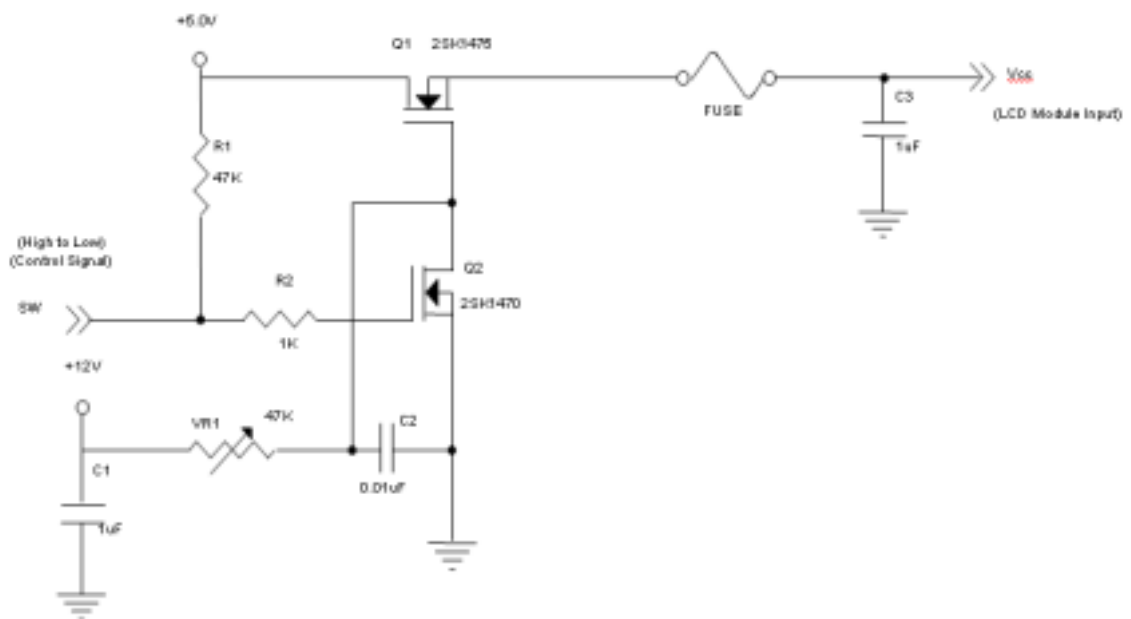 +5.0V
Q1 2SK1475
Vcc
C3
FUSE
(LCD Module Input)
R1
1uF
47K
(High to Low)
(Control Signal)
Q2
R2
SW
2SK1470
1K
+12V
47K
VR1
C2
C1
0.01uF
1uF